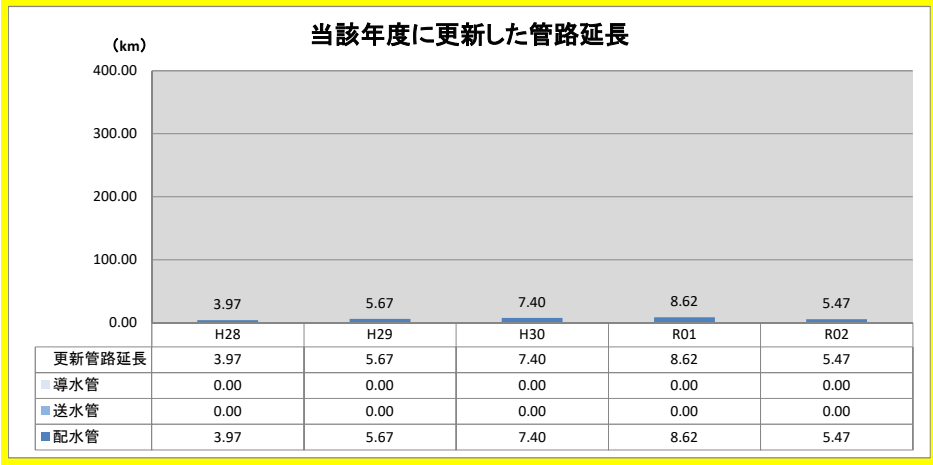 当該年度に更新した管路延長
（km）
400.00
300.00
200.00
100.00
0.00
3.97 5.67 7.40 8.62 5.47
H28 H29 H30 R01 R02
更新管路延長 3.97 5.67 7.40 8.62 5.47
導水管 0.00 0.00 0.00 0.00 0.00
送水管 0.00 0.00 0.00 0.00 0.00
配水管 3.97 5.67 7.40 8.62 5.47